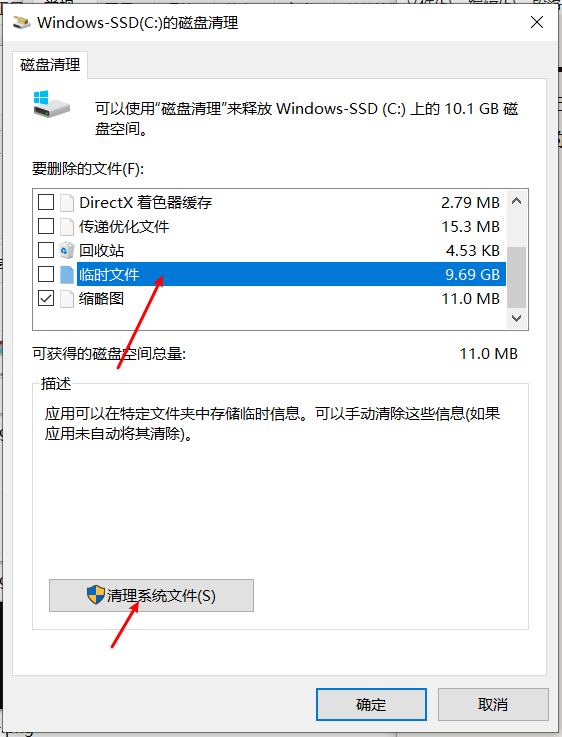 Windows-SSD(C:)的磁盘清理
磁盘清理
可以使用“磁盘清理”来释放 Windows-SSD (C:) 上的 10.1 GB 磁
盘空间。
要删除的文件(F):
DirectX 着色器缓存 2.79 MB
传递优化文件 15.3 MB
回收站 4.53 KB
临时文件 9.69 GB
缩略图 11.0 MB
可获得的磁盘空间总量: 11.0 MB
描述
应用可以在特定文件夹中存储临时信息。可以手动清除这些信息(如果
应用未自动将其清除)。
清理系统文件(S)
确定 取消